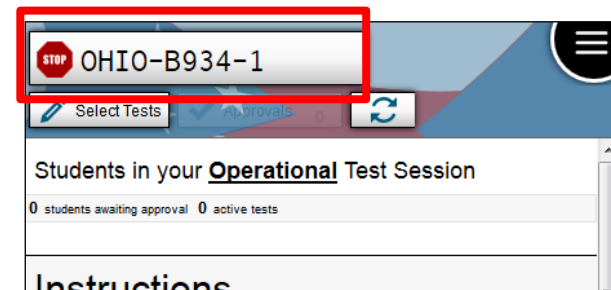 STOP OHIO-B934-1
Select Tests Approvals 0
Students in your Operational Test Session
0 students awaiting approval 0 active tests
Instructions